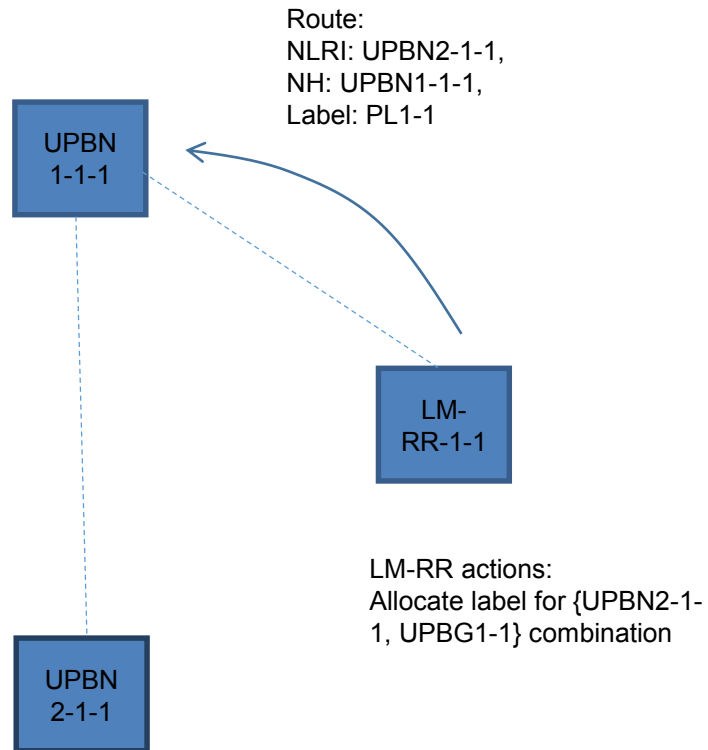 Route:
NLRI: UPBN2-1-1,
NH: UPBN1-1-1,
Label: PL1-1
UPBN
1-1-1
LM-
RR-1-1
LM-RR actions:
Allocate label for {UPBN2-1-
1, UPBG1-1} combination
UPBN
2-1-1